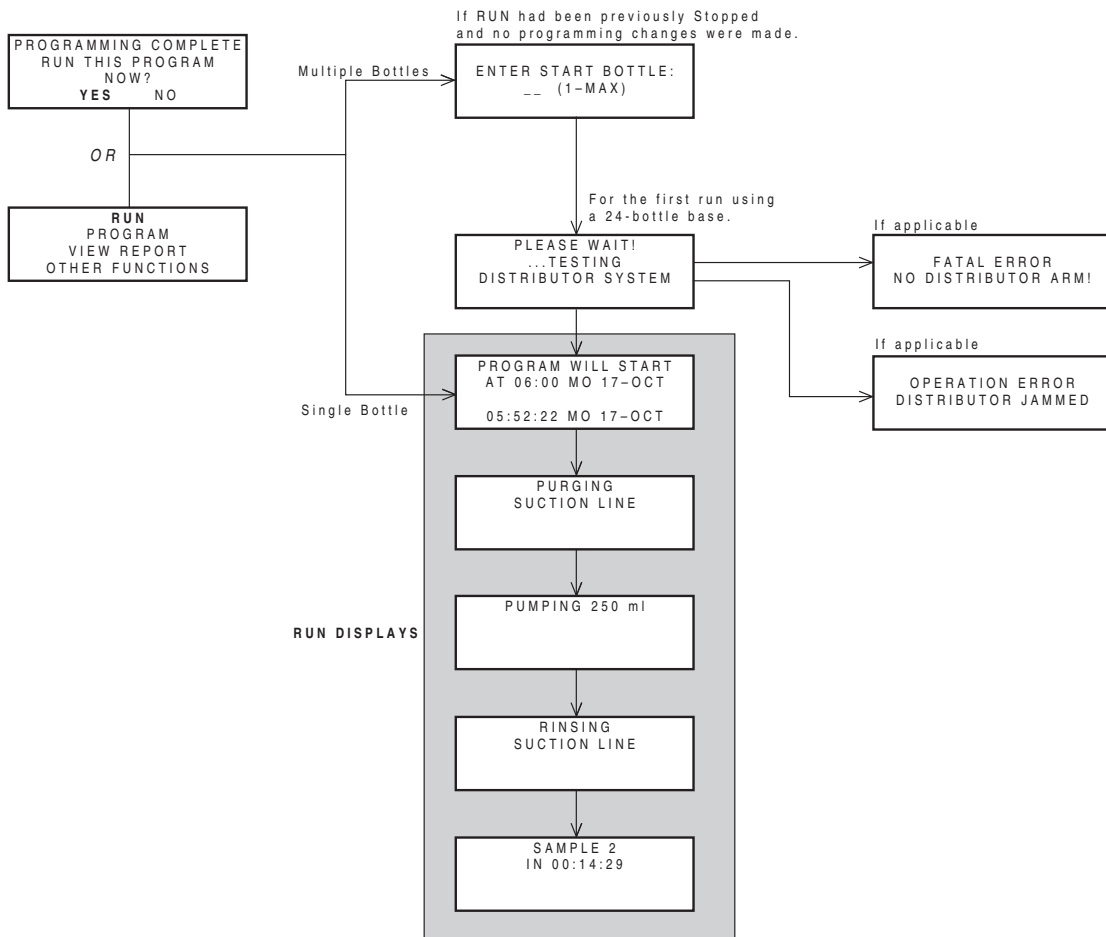 If RUN had been previously Stopped
and no programming changes were made.
PROGRAMMING COMPLETE
RUN THIS PROGRAM
NOW?
YES NO
Multiple Bottles
ENTER START BOTTLE:
__ (1–MAX)
OR
RUN
PROGRAM
VIEW REPORT
OTHER FUNCTIONS
For the first run using
a 24-bottle base.
PLEASE WAIT!
...TESTING
DISTRIBUTOR SYSTEM
If applicable
FATAL ERROR
NO DISTRIBUTOR ARM!
If applicable
OPERATION ERROR
DISTRIBUTOR JAMMED
Single Bottle
PROGRAM WILL START
AT 06:00 MO 17–OCT
05:52:22 MO 17–OCT
PURGING
SUCTION LINE
RUN DISPLAYS
PUMPING 250 ml
RINSING
SUCTION LINE
SAMPLE 2
IN 00:14:29